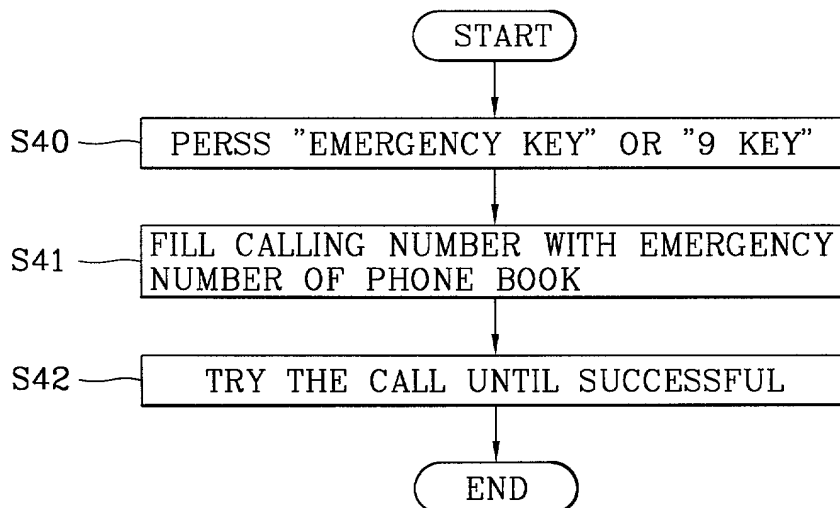 START
S40 PERSS "EMERGENCY KEY" OR "9 KEY"
S41 FILL CALLING NUMBER WITH EMERGENCY
NUMBER OF PHONE BOOK
S42 TRY THE CALL UNTIL SUCCESSFUL
END